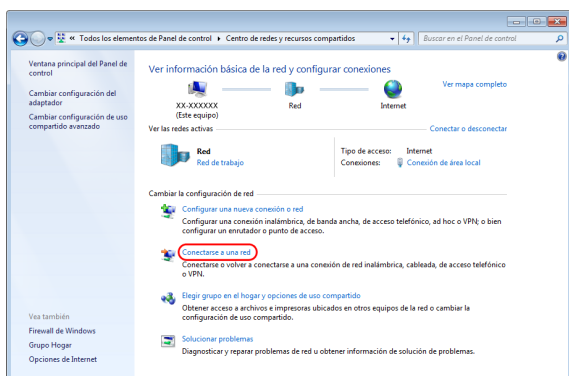 « Todos los elementos de Panel de control ▸ Centro de redes y recursos compartidos
Buscar en el Panel de control
Ventana principal del Panel de
control
Cambiar configuración del
adaptador
Cambiar configuración de uso
compartido avanzado
Ver información básica de la red y configurar conexiones
Ver mapa completo
XX-XXXXXX
(Este equipo)
Red
Internet
Ver las redes activas
Conectar o desconectar
Red
Red de trabajo
Tipo de acceso: Internet
Conexiones: Conexión de área local
Cambiar la configuración de red
Configurar una nueva conexión o red
Configurar una conexión inalámbrica, de banda ancha, de acceso telefónico, ad hoc o VPN; o bien
configurar un enrutador o punto de acceso.
Conectarse a una red
Conectarse o volver a conectarse a una conexión de red inalámbrica, cableada, de acceso telefónico
o VPN.
Elegir grupo en el hogar y opciones de uso compartido
Obtener acceso a archivos e impresoras ubicados en otros equipos de la red o cambiar la
configuración de uso compartido.
Solucionar problemas
Diagnosticar y reparar problemas de red u obtener información de solución de problemas.
Vea también
Firewall de Windows
Grupo Hogar
Opciones de Internet